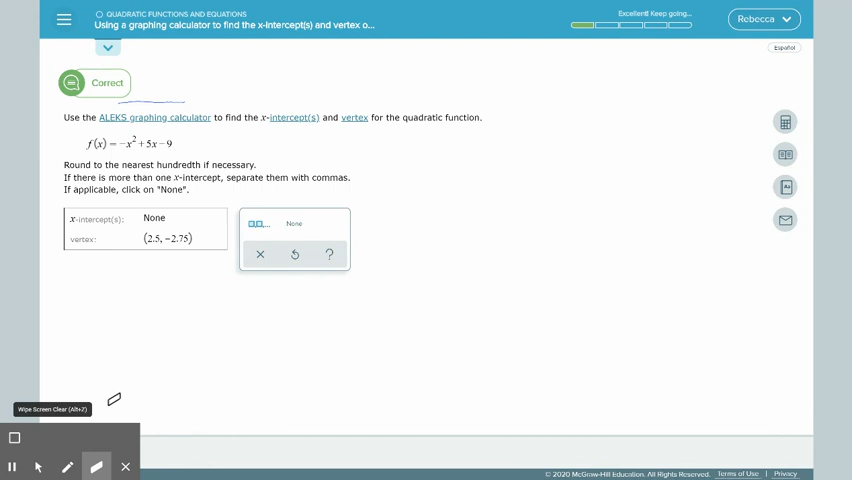 QUADRATIC FUNCTIONS AND EQUATIONS
Using a graphing calculator to find the x-intercept(s) and vertex o...
Excellent! Keep going...
Rebecca
Español
Correct
Use the ALEKS graphing calculator to find the x-intercept(s) and vertex for the quadratic function.
f(x) = −x² + 5x − 9
Round to the nearest hundredth if necessary.
If there is more than one x-intercept, separate them with commas.
If applicable, click on "None".
x-intercept(s): None
vertex: (2.5, −2.75)
None
?
Aa
Wipe Screen Clear (Alt+Z)
© 2020 McGraw-Hill Education. All Rights Reserved. Terms of Use | Privacy